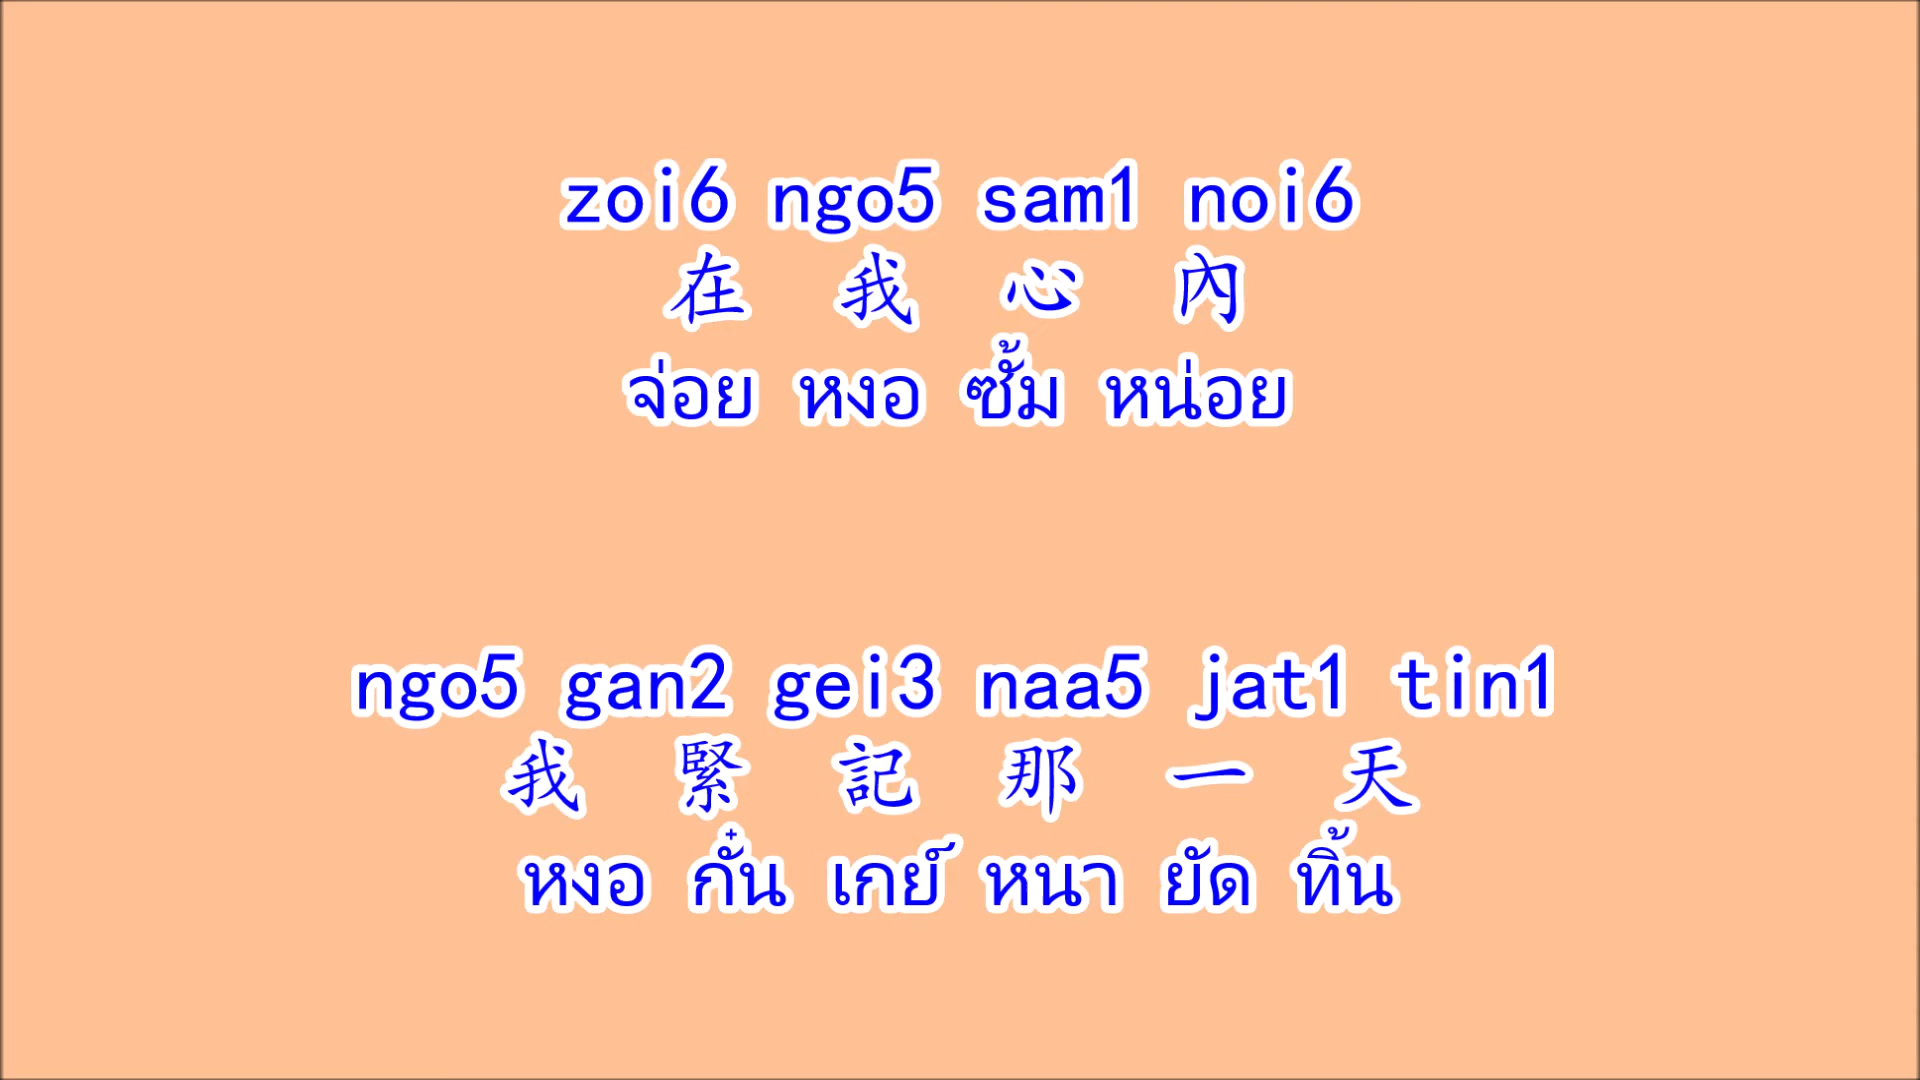 zoi6 ngo5 sam1 noi6
在 我 心 內
จ่อย หงอ ซั้ม หน่อย
ngo5 gan2 gei3 naa5 jat1 tin1
我 緊 記 那 一 天
หงอ กั๋น เกย์ หนา ยัด ทิ้น